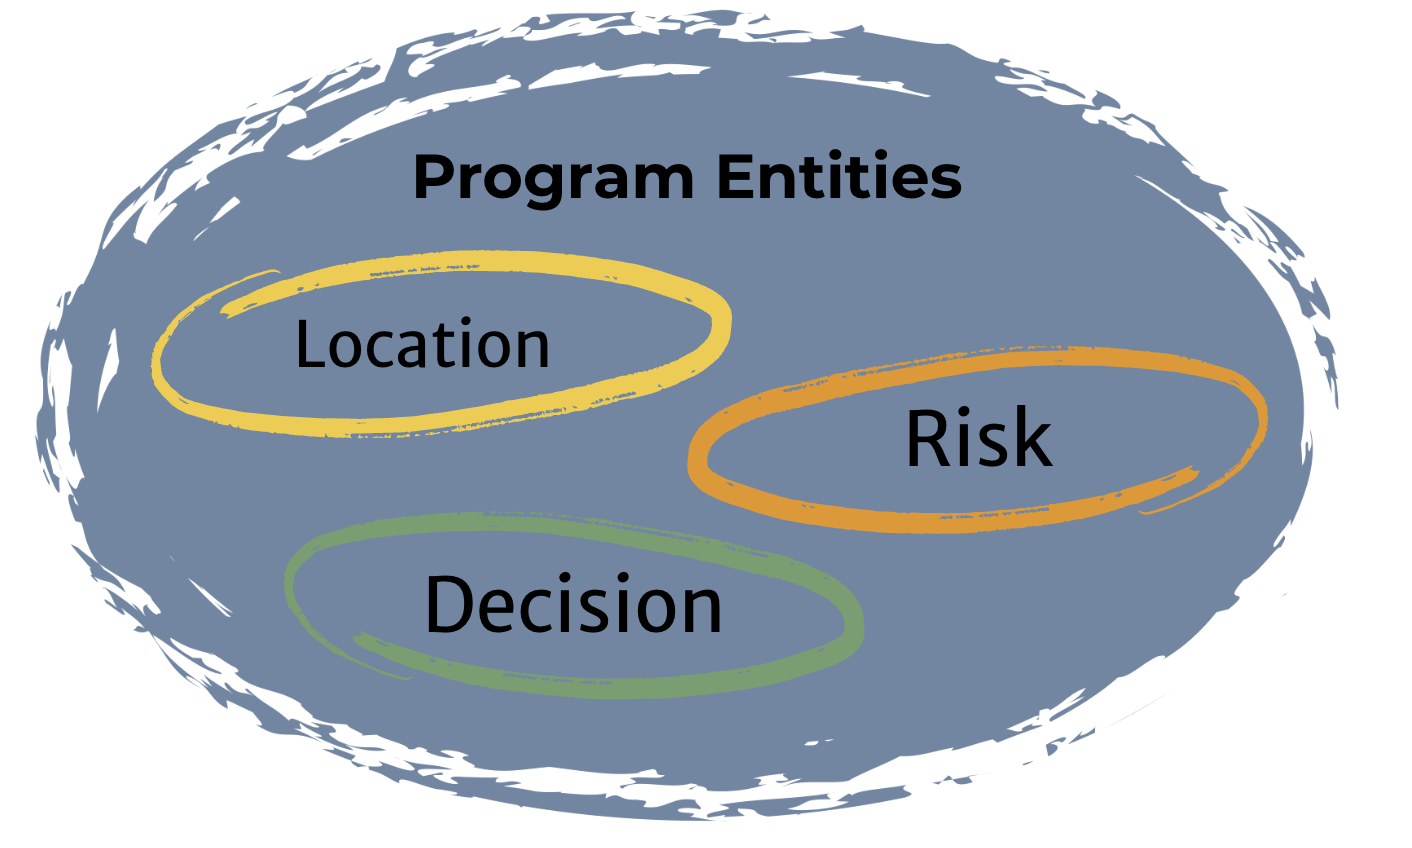 Program Entities
Location
Risk
Decision